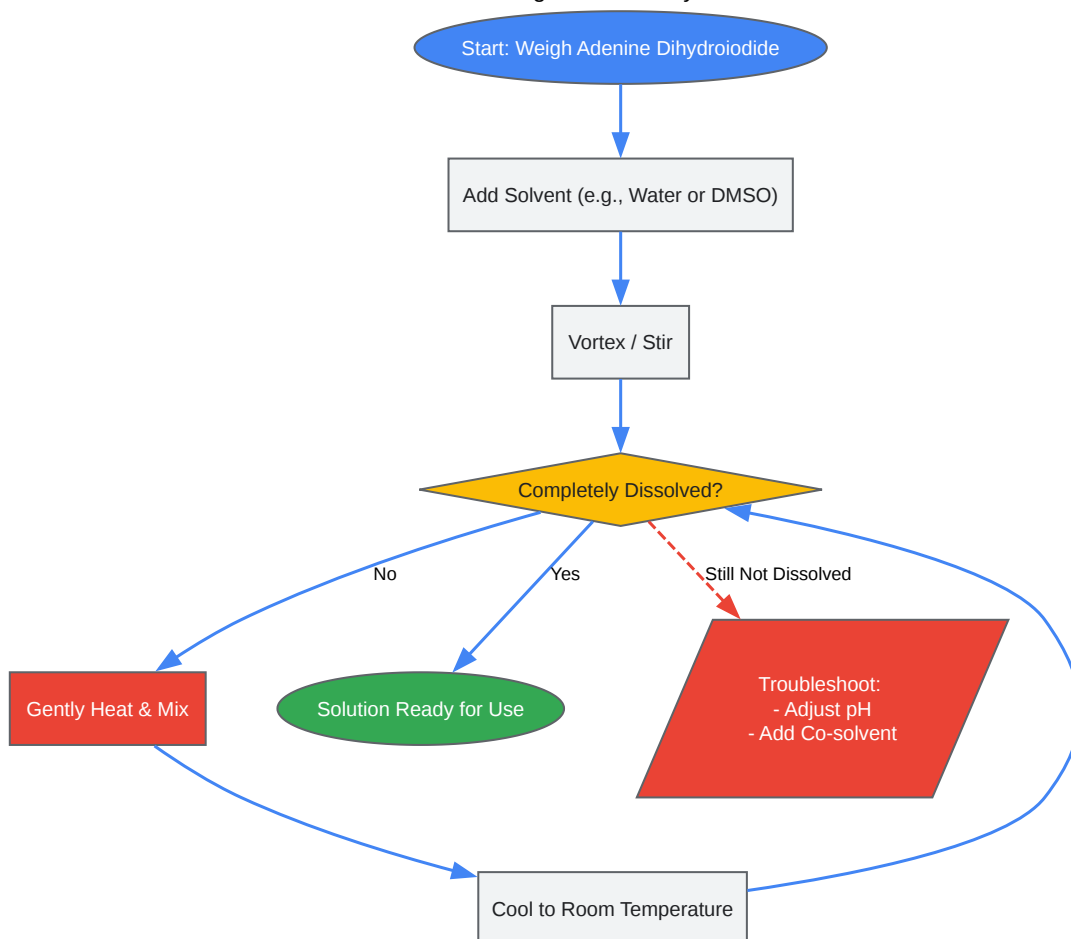 Start: Weigh Adenine Dihydroiodide
Add Solvent (e.g., Water or DMSO)
Vortex / Stir
Completely Dissolved?
No
Yes
Still Not Dissolved
Gently Heat & Mix
Solution Ready for Use
Troubleshoot:
- Adjust pH
- Add Co-solvent
Cool to Room Temperature